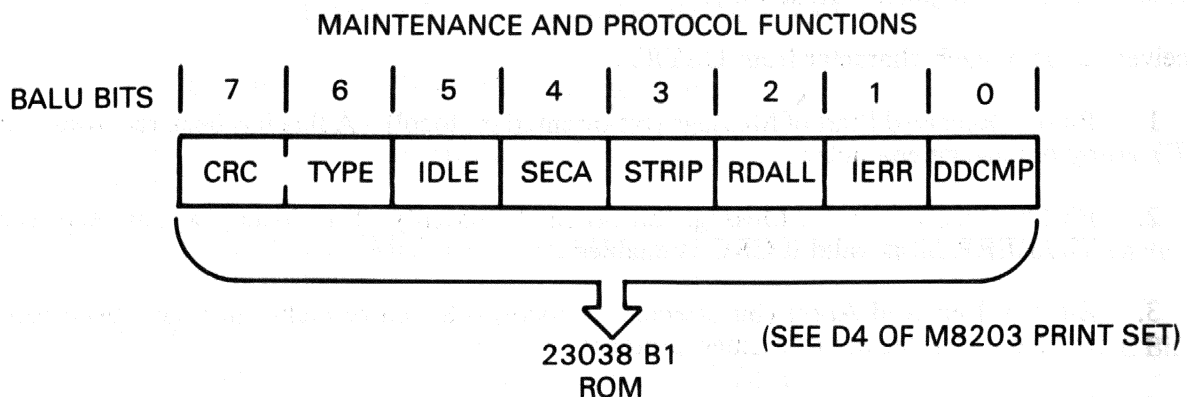 MAINTENANCE AND PROTOCOL FUNCTIONS
BALU BITS 7 6 5 4 3 2 1 0
CRC TYPE IDLE SECA STRIP RDALL IERR DDCMP
23038 B1
ROM
(SEE D4 OF M8203 PRINT SET)